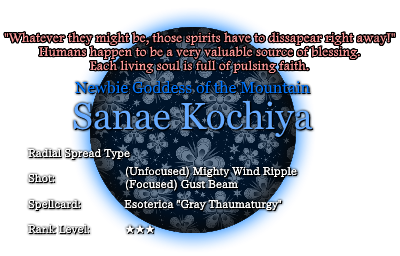 "Whatever they might be, those spirits have to dissapear right away!"
Humans happen to be a very valuable source of blessing.
Each living soul is full of pulsing faith.
Newbie Goddess of the Mountain
Sanae Kochiya
Radial Spread Type
Shot: (Unfocused) Mighty Wind Ripple
(Focused) Gust Beam
Spellcard: Esoterica "Gray Thaumaturgy"
Rank Level: ★★★